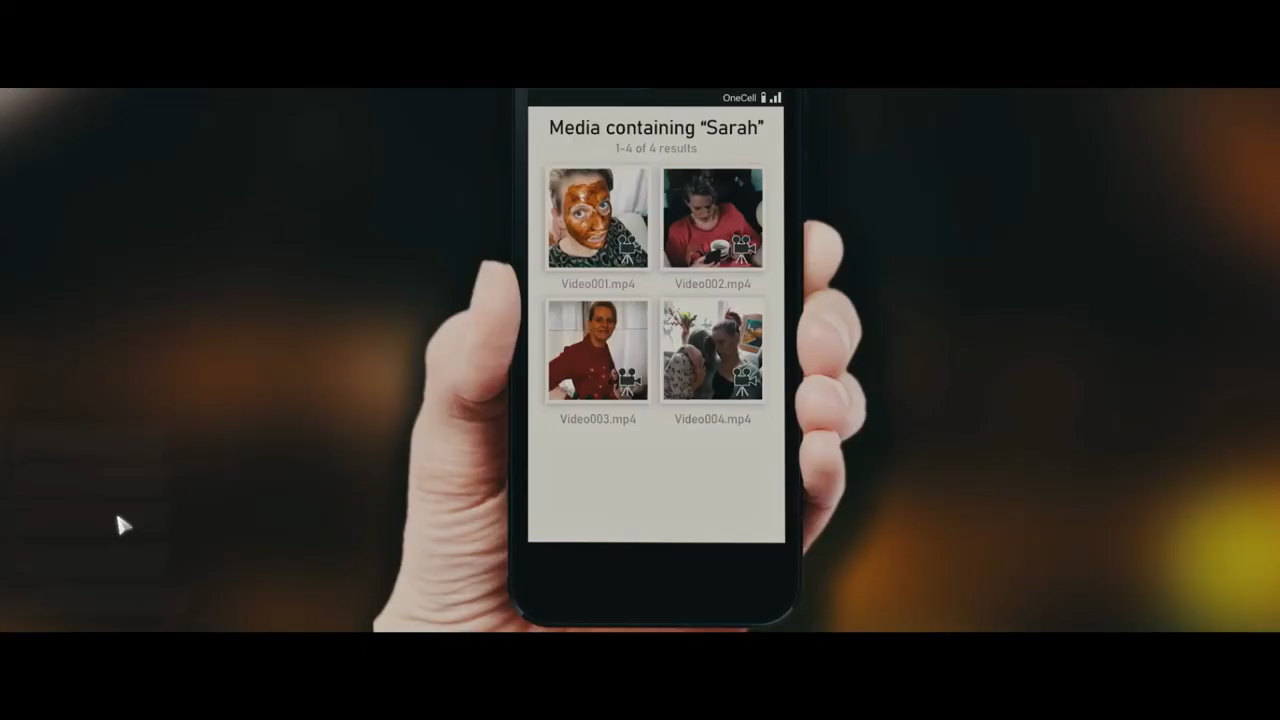 OneCell
Media containing “Sarah”
1-4 of 4 results
Video001.mp4
Video002.mp4
Video003.mp4
Video004.mp4